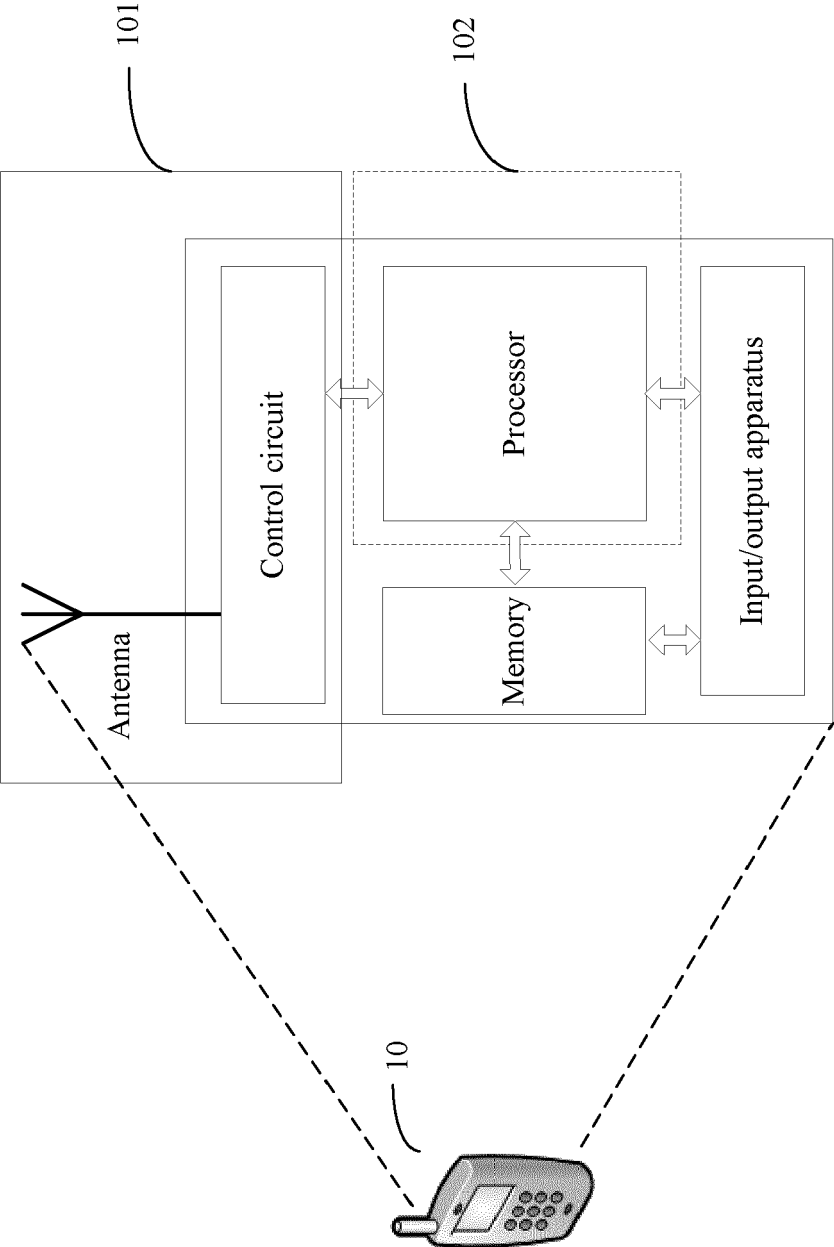 101
102
Antenna
Control circuit
Processor
Memory
Input/output apparatus
10